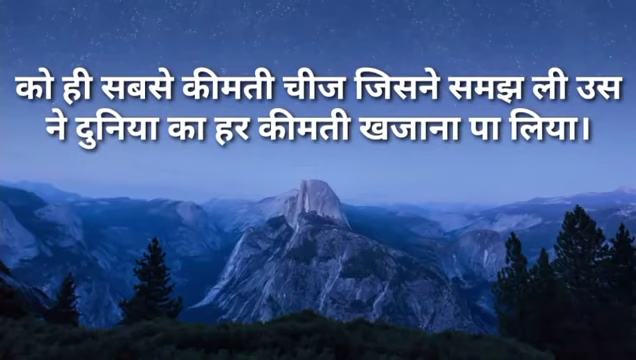 को ही सबसे कीमती चीज जिसने समझ ली उस
ने दुनिया का हर कीमती खजाना पा लिया।